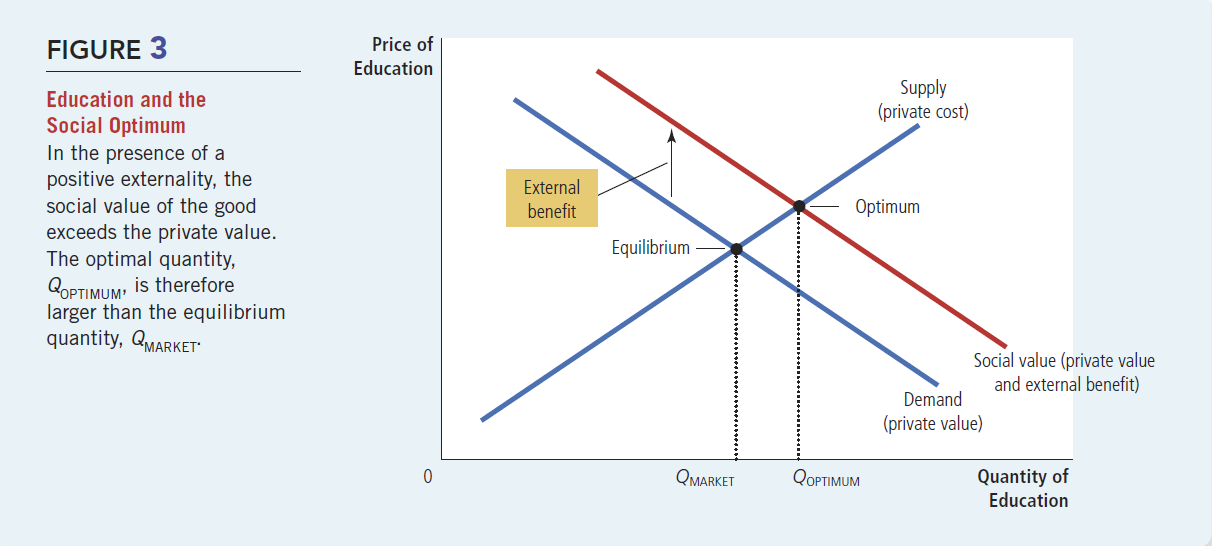 FIGURE 3
Education and the
Social Optimum
In the presence of a
positive externality, the
social value of the good
exceeds the private value.
The optimal quantity,
QOPTIMUM, is therefore
larger than the equilibrium
quantity, QMARKET.
Price of
Education
Supply
(private cost)
External
benefit
Optimum
Equilibrium
Social value (private value
and external benefit)
Demand
(private value)
0
QMARKET
QOPTIMUM
Quantity of
Education